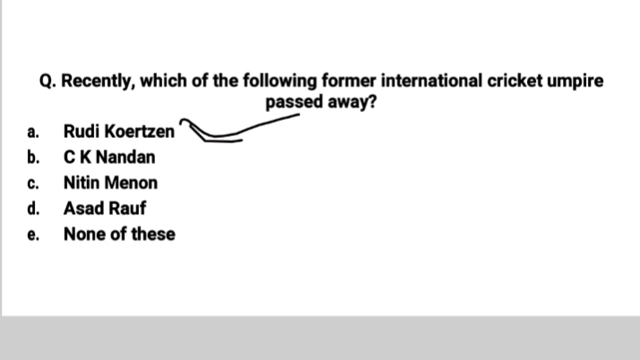 Q. Recently, which of the following former international cricket umpire
passed away?
a. Rudi Koertzen
b. C K Nandan
c. Nitin Menon
d. Asad Rauf
e. None of these